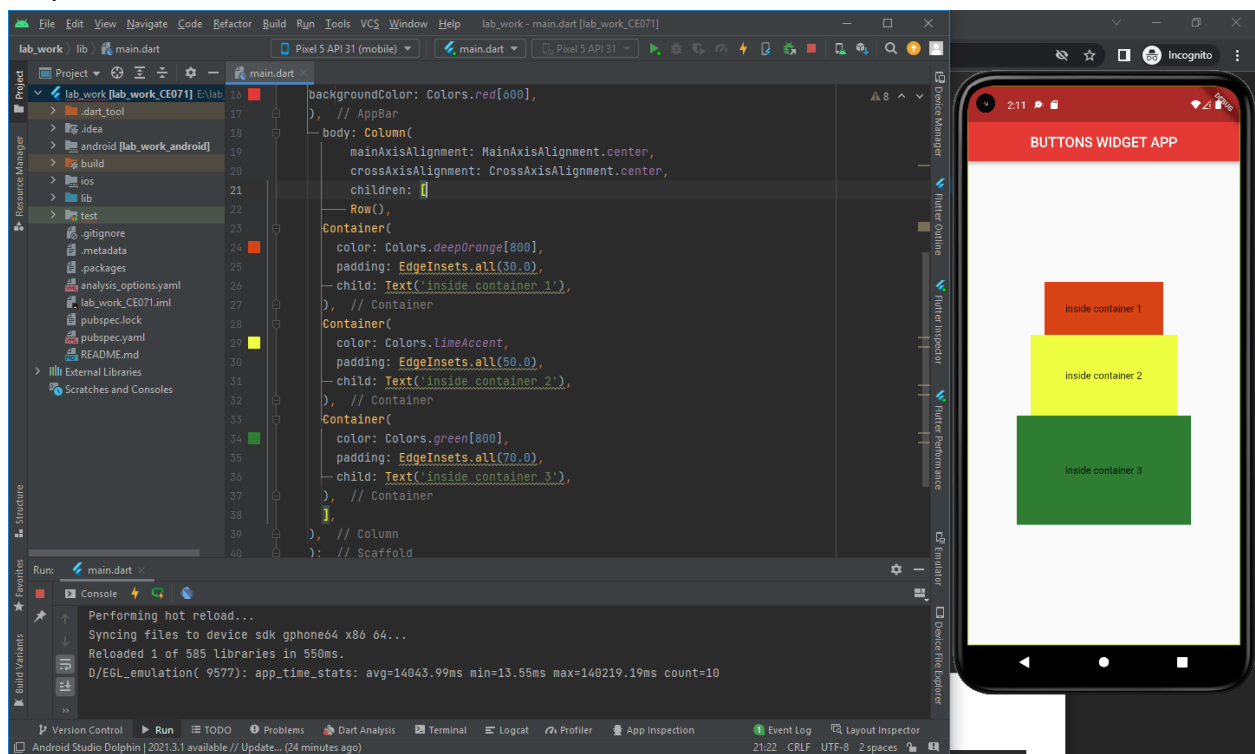 File Edit View Navigate Code Refactor Build Run Tools VCS Window Help lab_work - main.dart [lab_work_CE071]
lab_work lib main.dart Pixel 5 API 31 (mobile) main.dart Pixel 5 API 31
Incognito
Project main.dart
Project
Resource Manager
Structure
Favorites
Build Variants
lab_work [lab_work_CE071] E:\lab_
.dart_tool
.idea
android [lab_work_android]
build
ios
lib
test
.gitignore
.metadata
.packages
analysis_options.yaml
lab_work_CE071.iml
pubspec.lock
pubspec.yaml
README.md
External Libraries
Scratches and Consoles
16 backgroundColor: Colors.red[600],
17 ), // AppBar
18 body: Column(
19 mainAxisAlignment: MainAxisAlignment.center,
20 crossAxisAlignment: CrossAxisAlignment.center,
21 children: [
22 Row(),
23 Container(
24 color: Colors.deepOrange[800],
25 padding: EdgeInsets.all(30.0),
26 child: Text('inside container 1'),
27 ), // Container
28 Container(
29 color: Colors.limeAccent,
30 padding: EdgeInsets.all(50.0),
31 child: Text('inside container 2'),
32 ), // Container
33 Container(
34 color: Colors.green[800],
35 padding: EdgeInsets.all(70.0),
36 child: Text('inside container 3'),
37 ), // Container
38 ],
39 ), // Column
40 ); // Scaffold
8
Device Manager
Flutter Outline
Flutter Inspector
Flutter Performance
Emulator
Device File Explorer
2:11
DEBUG
BUTTONS WIDGET APP
inside container 1
inside container 2
inside container 3
Run: main.dart
Console
Performing hot reload...
Syncing files to device sdk gphone64 x86 64...
Reloaded 1 of 585 libraries in 550ms.
D/EGL_emulation( 9577): app_time_stats: avg=14043.99ms min=13.55ms max=140219.19ms count=10
Version Control Run TODO Problems Dart Analysis Terminal Logcat Profiler App Inspection 1 Event Log Layout Inspector
Android Studio Dolphin | 2021.3.1 available // Update... (24 minutes ago) 21:22 CRLF UTF-8 2 spaces